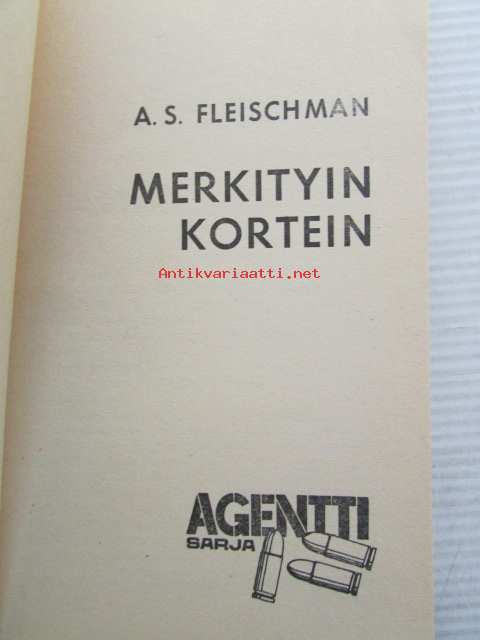 A. S. FLEISCHMAN
MERKITYIN
KORTEIN
Antikvariaatti.net
AGENTTI
SARJA